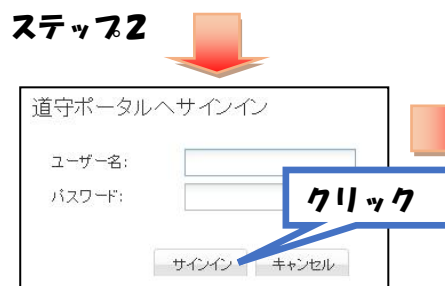 ステップ2
道守ポータルへサインイン
ユーザー名:
パスワード:
クリック
サインイン
キャンセル